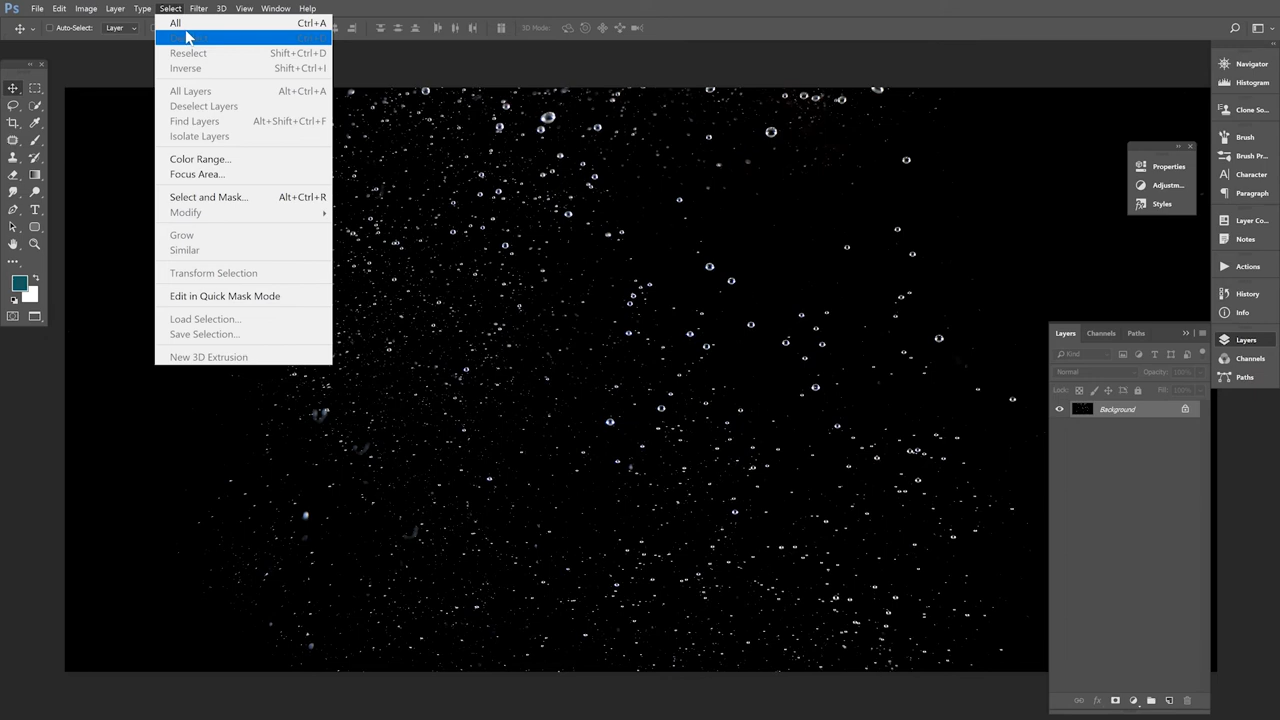 Ps File Edit Image Layer Type Select Filter 3D View Window Help
Auto-Select: Layer 3D Mode:
All Ctrl+A
Reselect Shift+Ctrl+D
Inverse Shift+Ctrl+I
All Layers Alt+Ctrl+A
Deselect Layers
Find Layers Alt+Shift+Ctrl+F
Isolate Layers
Color Range...
Focus Area...
Select and Mask... Alt+Ctrl+R
Modify
Grow
Similar
Transform Selection
Edit in Quick Mask Mode
Load Selection...
Save Selection...
New 3D Extrusion
Properties
Adjustm...
Styles
Navigator
Histogram
Clone So...
Brush
Brush Pr...
Character
Paragraph
Layer Co...
Notes
Actions
History
Info
Layers
Channels
Paths
Layers Channels Paths
Kind
Normal Opacity: 100%
Lock: Fill: 100%
Background